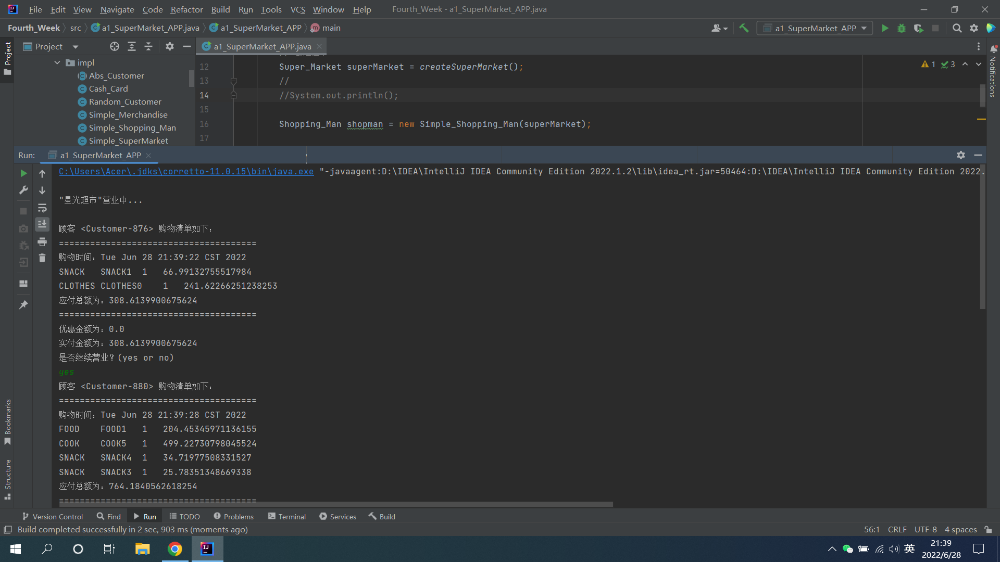 File Edit View Navigate Code Refactor Build Run Tools VCS Window Help Fourth_Week - a1_SuperMarket_APP.java
Fourth_Week src a1_SuperMarket_APP.java a1_SuperMarket_APP main a1_SuperMarket_APP
Project a1_SuperMarket_APP.java
impl
Abs_Customer
Cash_Card
Random_Customer
Simple_Merchandise
Simple_Shopping_Man
Simple_SuperMarket
12 Super_Market superMarket = createSuperMarket();
13 //
14 //System.out.println();
15
16 Shopping_Man shopman = new Simple_Shopping_Man(superMarket);
17
1 3
Project
Notifications
Run: a1_SuperMarket_APP
C:\Users\Acer\.jdks\corretto-11.0.15\bin\java.exe "-javaagent:D:\IDEA\IntelliJ IDEA Community Edition 2022.1.2\lib\idea_rt.jar=50464:D:\IDEA\IntelliJ IDEA Community Edition 2022.
"星光超市"营业中...
顾客 <Customer-876> 购物清单如下：
======================================
购物时间：Tue Jun 28 21:39:22 CST 2022
SNACK SNACK1 1 66.99132755517984
CLOTHES CLOTHES0 1 241.62266251238253
应付总额为：308.6139900675624
======================================
优惠金额为：0.0
实付金额为：308.6139900675624
是否继续营业？(yes or no)
yes
顾客 <Customer-880> 购物清单如下：
======================================
购物时间：Tue Jun 28 21:39:28 CST 2022
FOOD FOOD1 1 204.45345971136155
COOK COOK5 1 499.22730798045524
SNACK SNACK4 1 34.71977508331527
SNACK SNACK3 1 25.78351348669338
应付总额为：764.1840562618254
======================================
Bookmarks
Structure
Version Control Find Run TODO Problems Terminal Services Build
Build completed successfully in 2 sec, 903 ms (moments ago) 56:1 CRLF UTF-8 4 spaces
英 21:39
2022/6/28